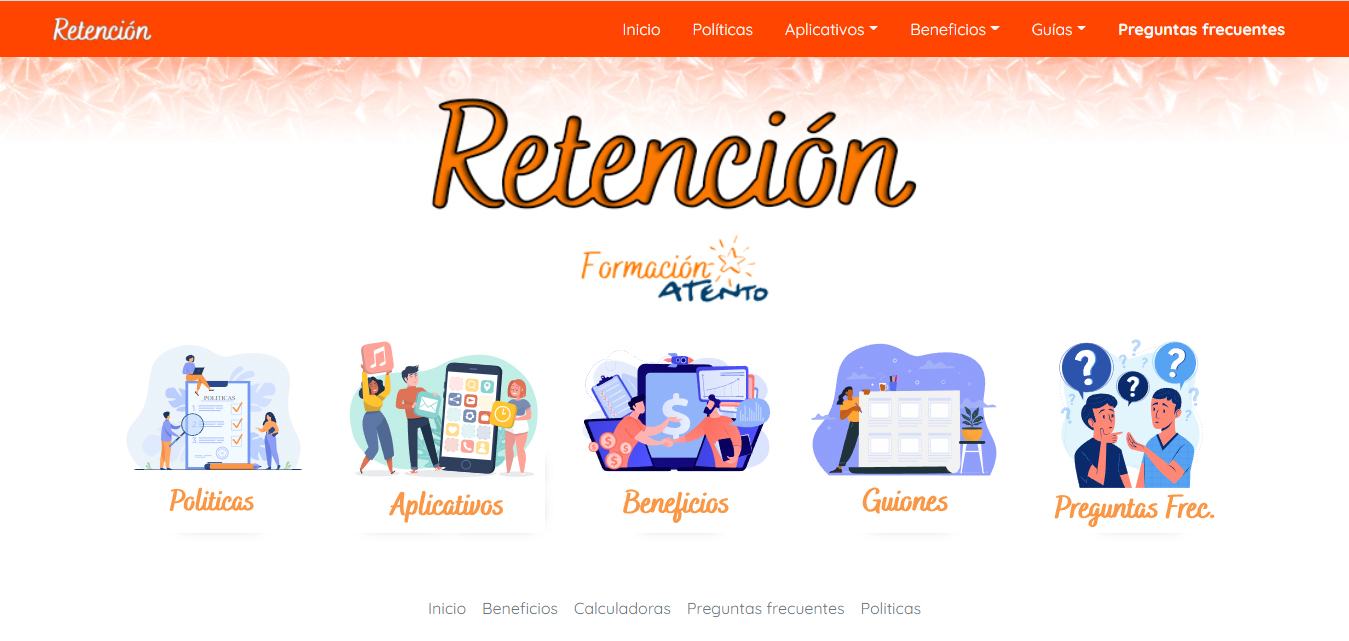 Retención
Inicio Políticas Aplicativos Beneficios Guías Preguntas frecuentes
Retención
Formación
ATENTO
POLITICAS
Politicas
Aplicativos
Beneficios
Guiones
Preguntas Frec.
Inicio Beneficios Calculadoras Preguntas frecuentes Politicas